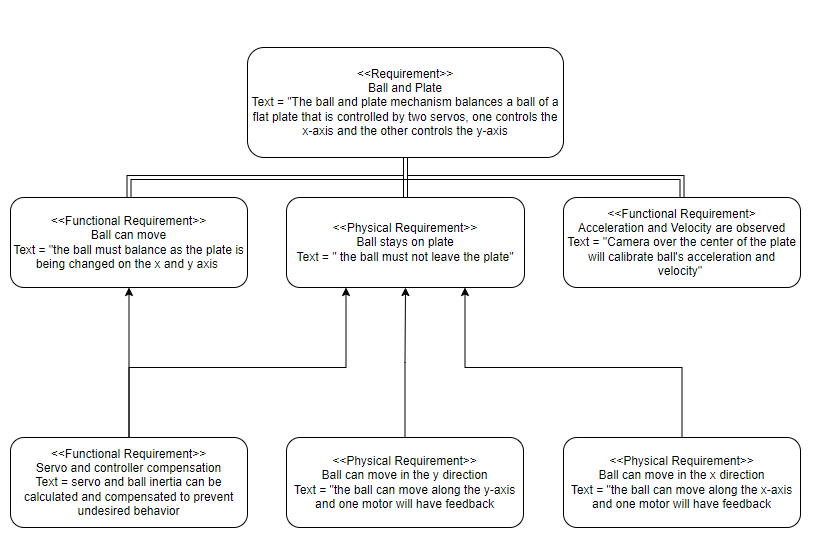 <<Requirement>>
Ball and Plate
Text = "The ball and plate mechanism balances a ball of a
flat plate that is controlled by two servos, one controls the
x-axis and the other controls the y-axis
<<Functional Requirement>>
Ball can move
Text = "the ball must balance as the plate is
being changed on the x and y axis
<<Physical Requirement>>
Ball stays on plate
Text = " the ball must not leave the plate"
<<Functional Requirement>
Acceleration and Velocity are observed
Text = "Camera over the center of the plate
will calibrate ball's acceleration and
velocity"
<<Functional Requirement>>
Servo and controller compensation
Text = servo and ball inertia can be
calculated and compensated to prevent
undesired behavior
<<Physical Requirement>>
Ball can move in the y direction
Text = "the ball can move along the y-axis
and one motor will have feedback
<<Physical Requirement>>
Ball can move in the x direction
Text = "the ball can move along the x-axis
and one motor will have feedback